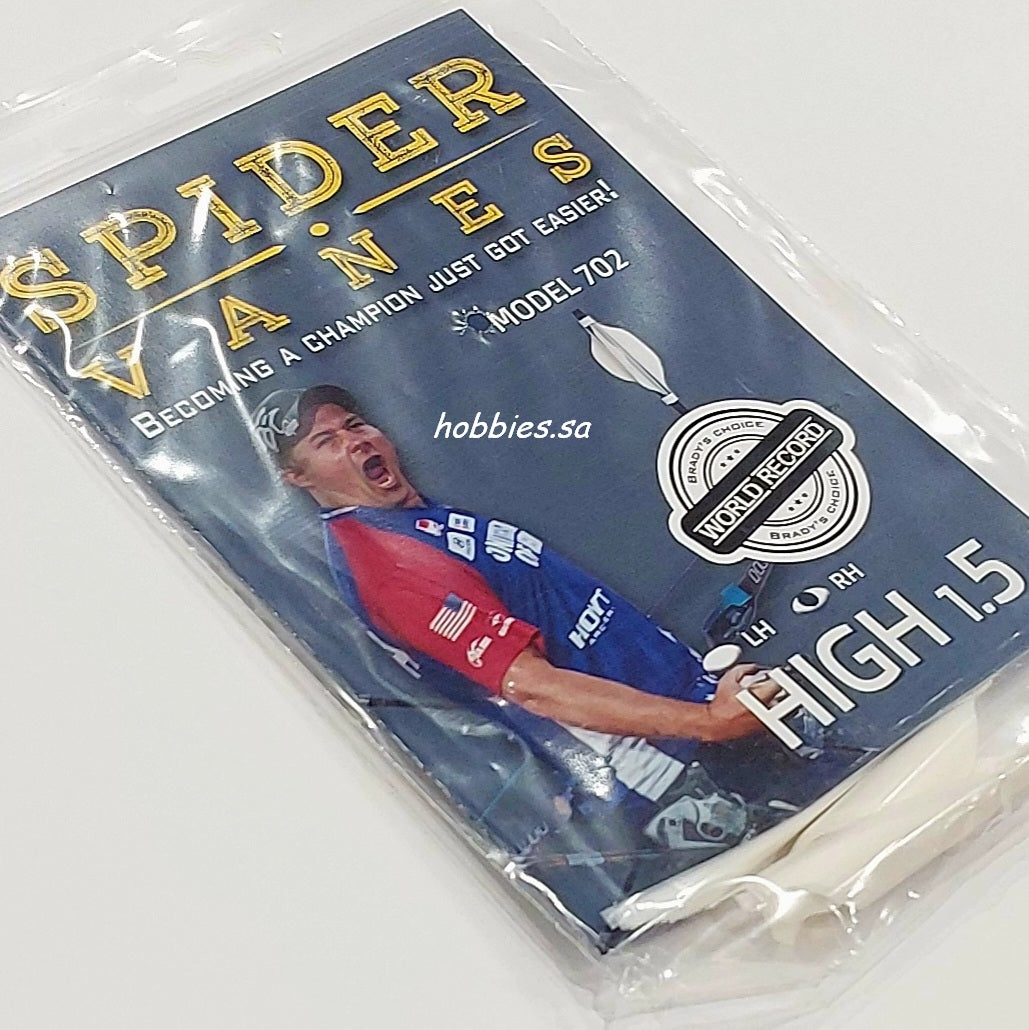 SPIDER
VANES
BECOMING A CHAMPION JUST GOT EASIER!
MODEL 702
hobbies.sa
BRADY'S CHOICE
WORLD RECORD
BRADY'S CHOICE
HOYT
ARCHERY
RH
LH
HIGH 1.5